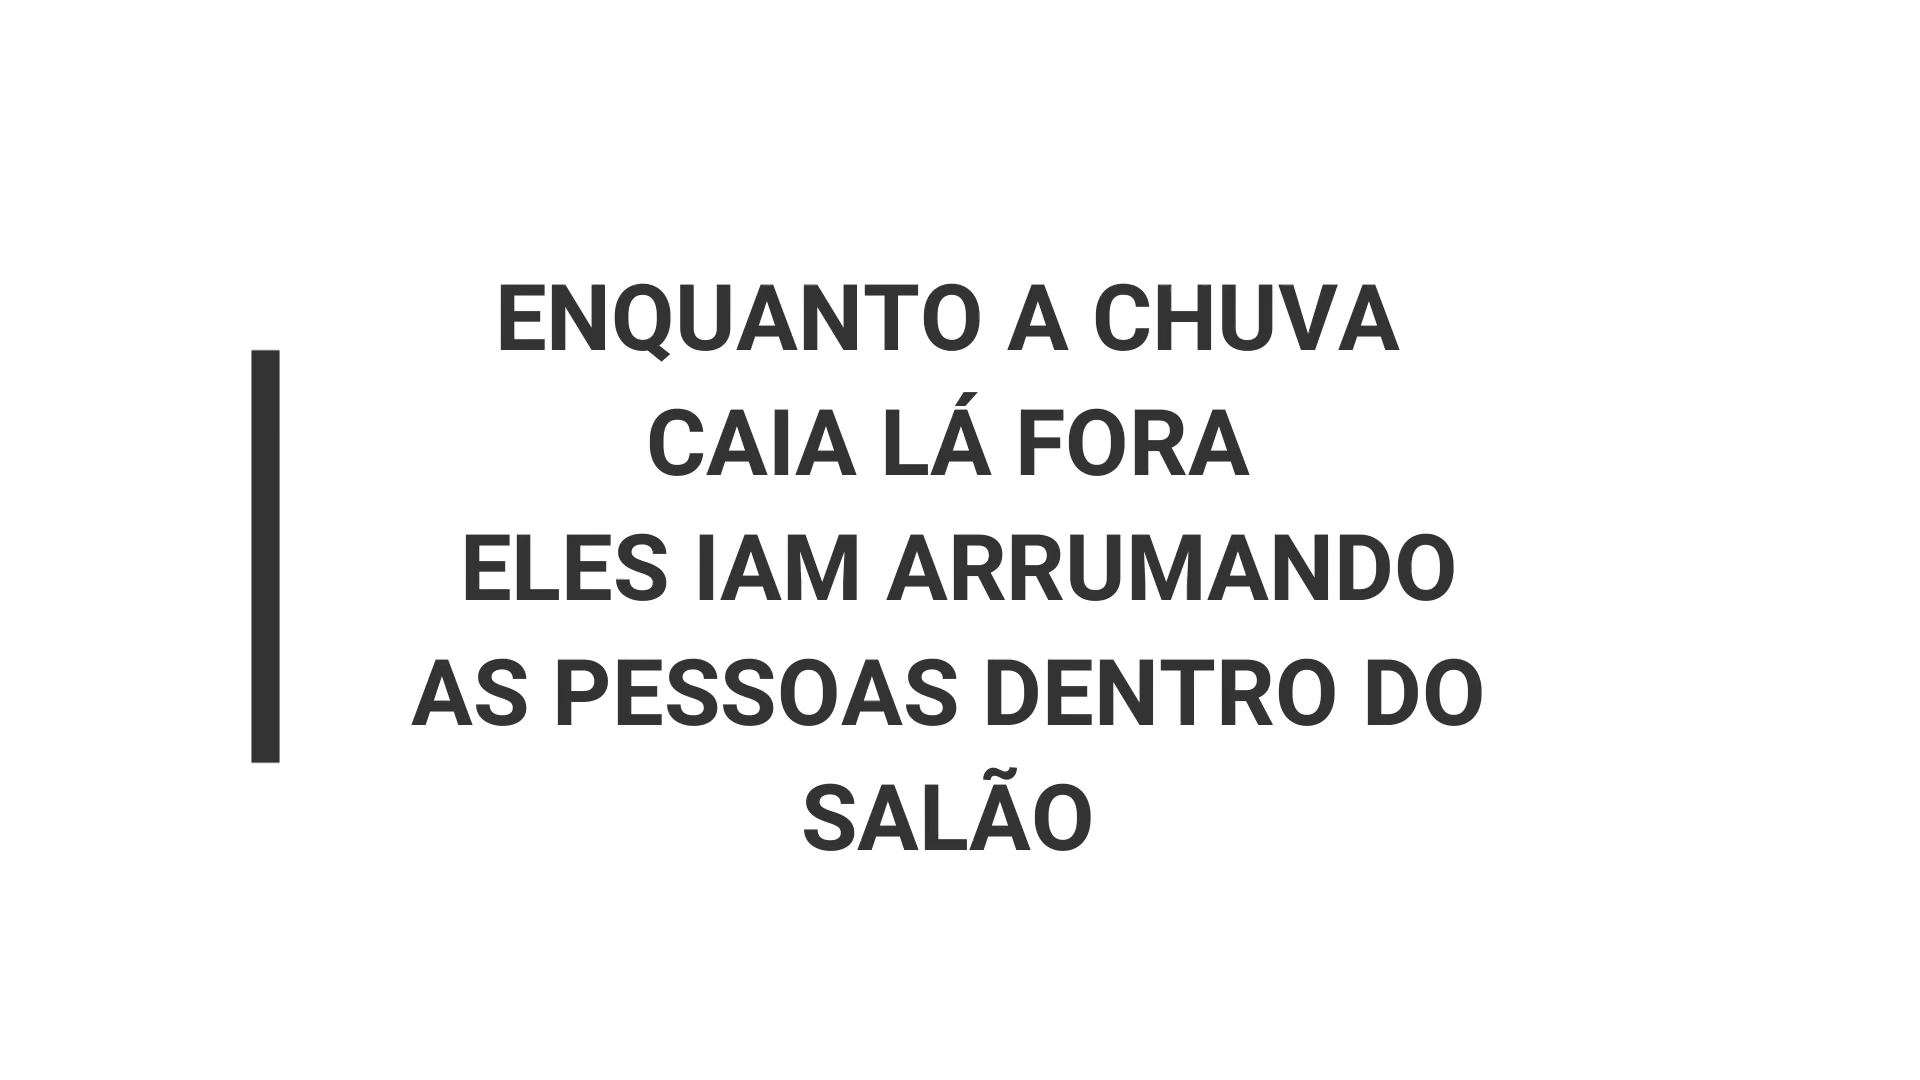 ENQUANTO A CHUVA
CAIA LÁ FORA
ELES IAM ARRUMANDO
AS PESSOAS DENTRO DO
SALÃO